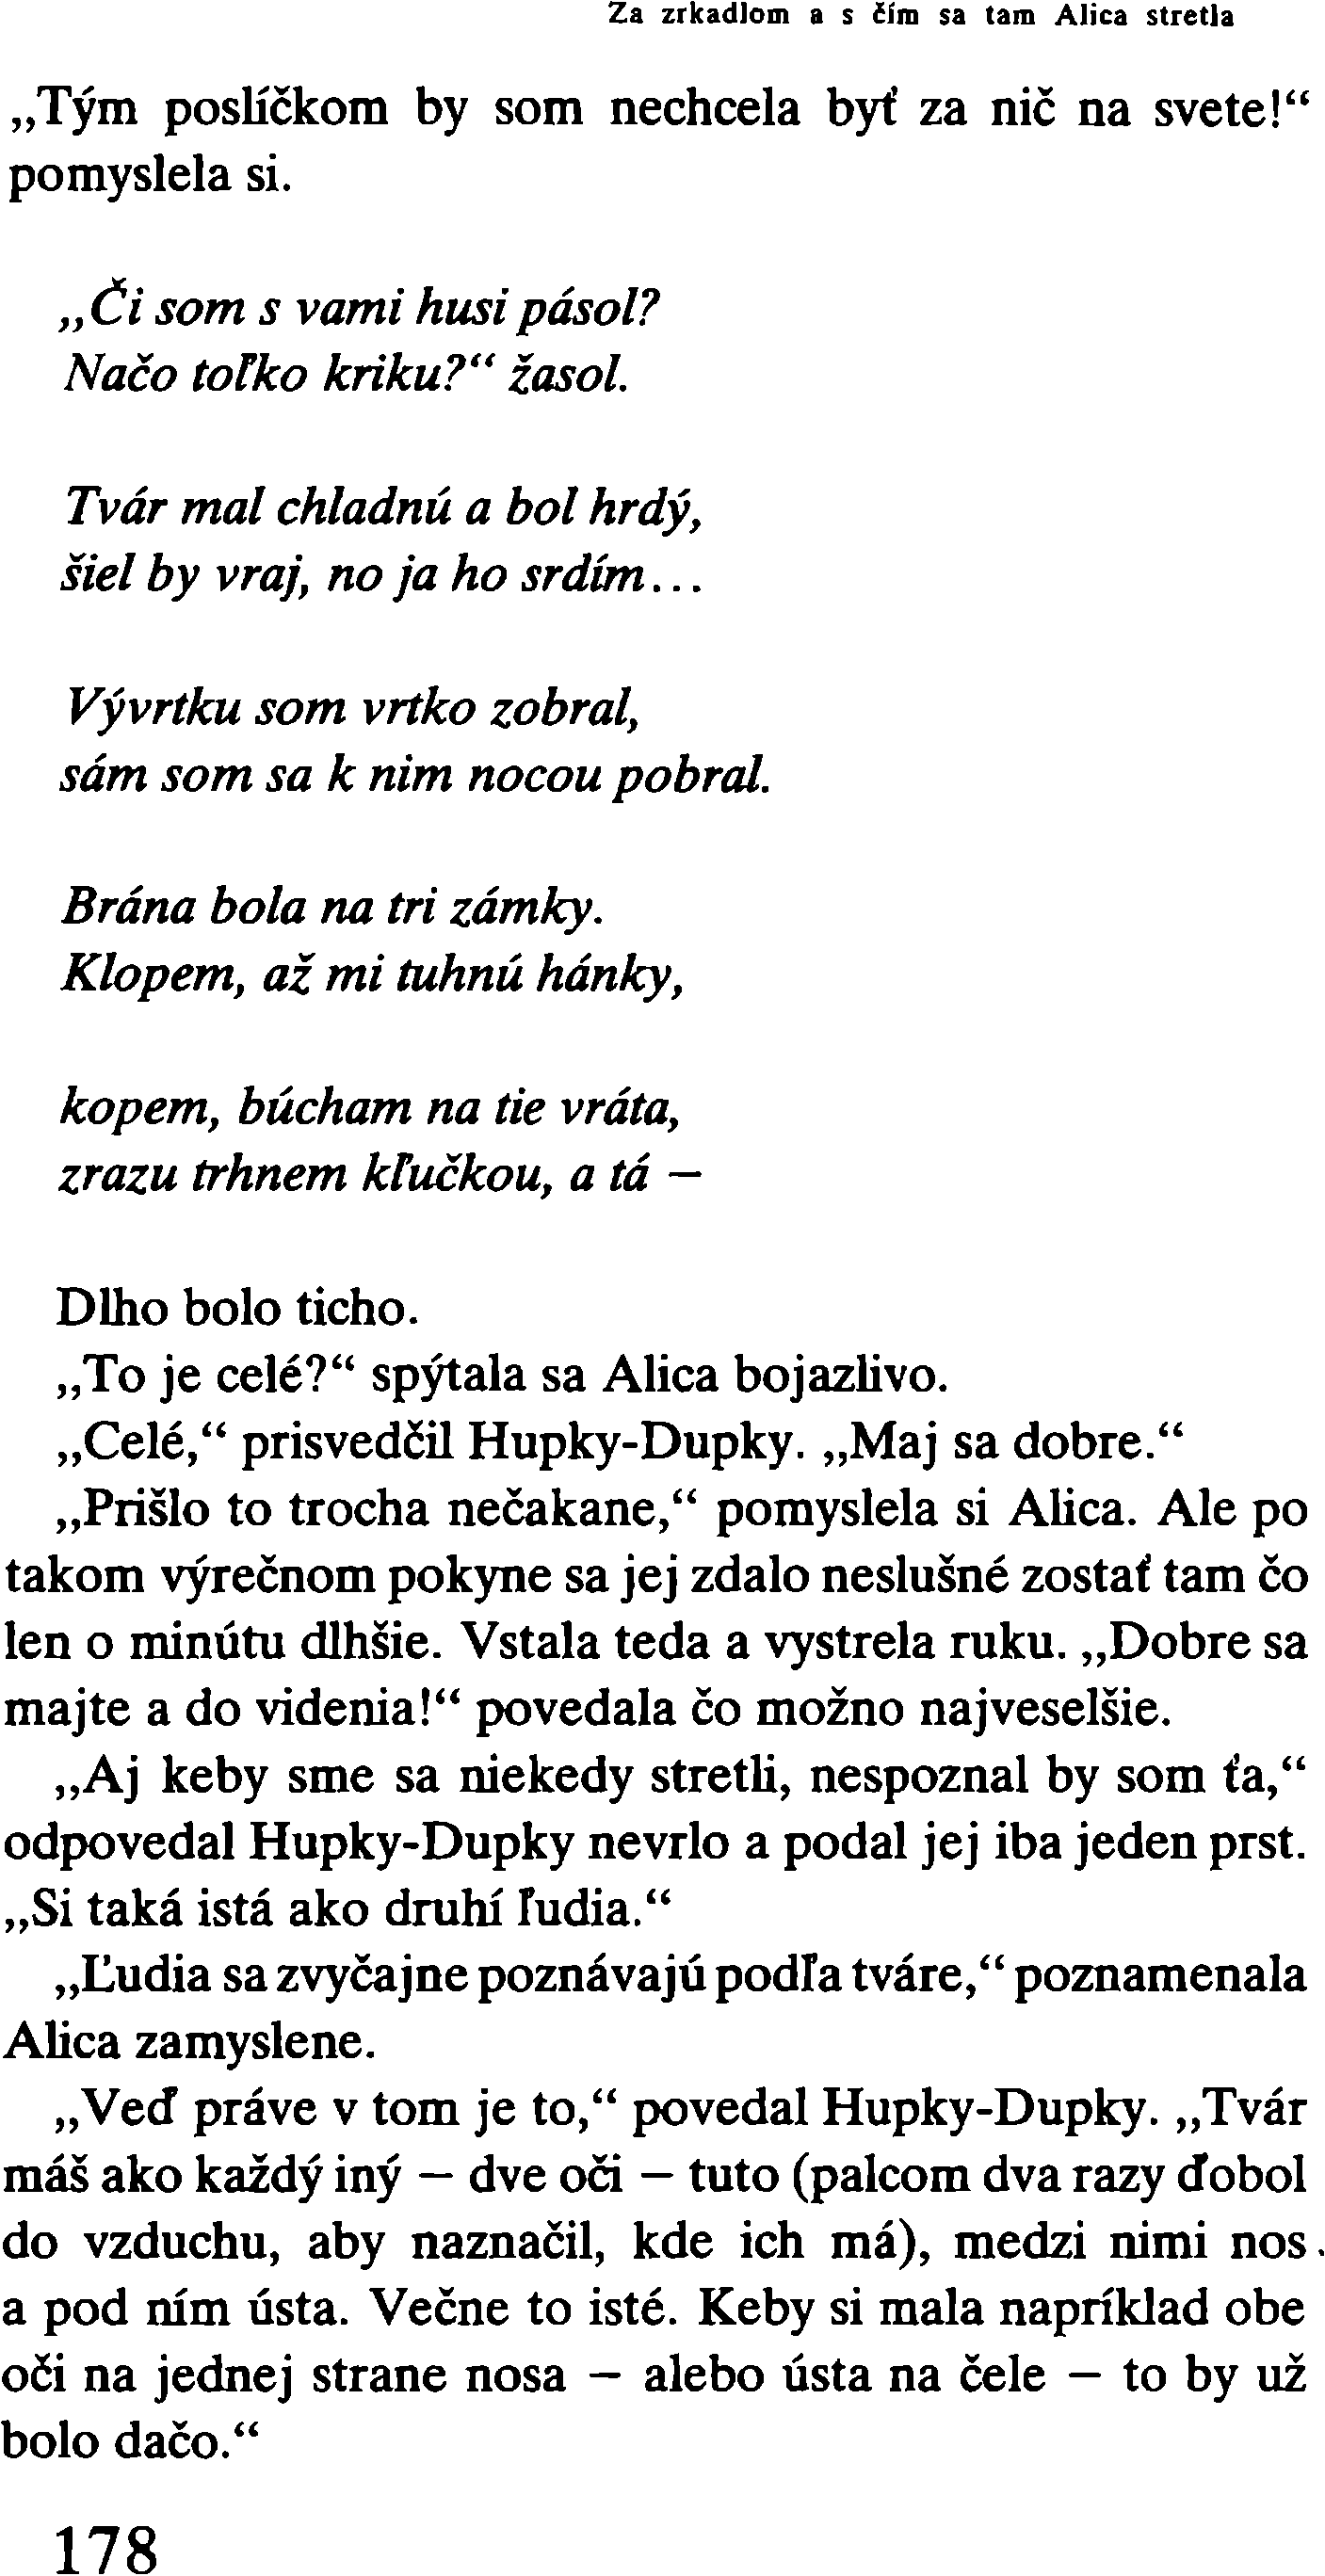 Za zrkadlom a s čím sa tam Alica stretla
„Tým poslíčkom by som nechcela byť za nič na svete!“
pomyslela si.
„Či som s vami husi pásol?
Načo toľko kriku?“ žasol.
Tvár mal chladnú a bol hrdý,
šiel by vraj, no ja ho srdím...
Vývrtku som vrtko zobral,
sám som sa k nim nocou pobral.
Brána bola na tri zámky.
Klopem, až mi tuhnú hánky,
kopem, búcham na tie vráta,
zrazu trhnem kľučkou, a tá —
Dlho bolo ticho.
„To je celé?“ spýtala sa Alica bojazlivo.
„Celé,“ prisvedčil Hupky-Dupky. „Maj sa dobre.“
„Prišlo to trocha nečakane,“ pomyslela si Alica. Ale po
takom výrečnom pokyne sa jej zdalo neslušné zostať tam čo
len o minútu dlhšie. Vstala teda a vystrela ruku. „Dobre sa
majte a do videnia!“ povedala čo možno najveselšie.
„Aj keby sme sa niekedy stretli, nespoznal by som ťa,“
odpovedal Hupky-Dupky nevrlo a podal jej iba jeden prst.
„Si taká istá ako druhí ľudia.“
„Ľudia sa zvyčajne poznávajú podľa tváre,“ poznamenala
Alica zamyslene.
„Veď práve v tom je to,“ povedal Hupky-Dupky. „Tvár
máš ako každý iný — dve oči — tuto (palcom dva razy ďobol
do vzduchu, aby naznačil, kde ich má), medzi nimi nos.
a pod ním ústa. Večne to isté. Keby si mala napríklad obe
oči na jednej strane nosa — alebo ústa na čele — to by už
bolo dačo.“
178